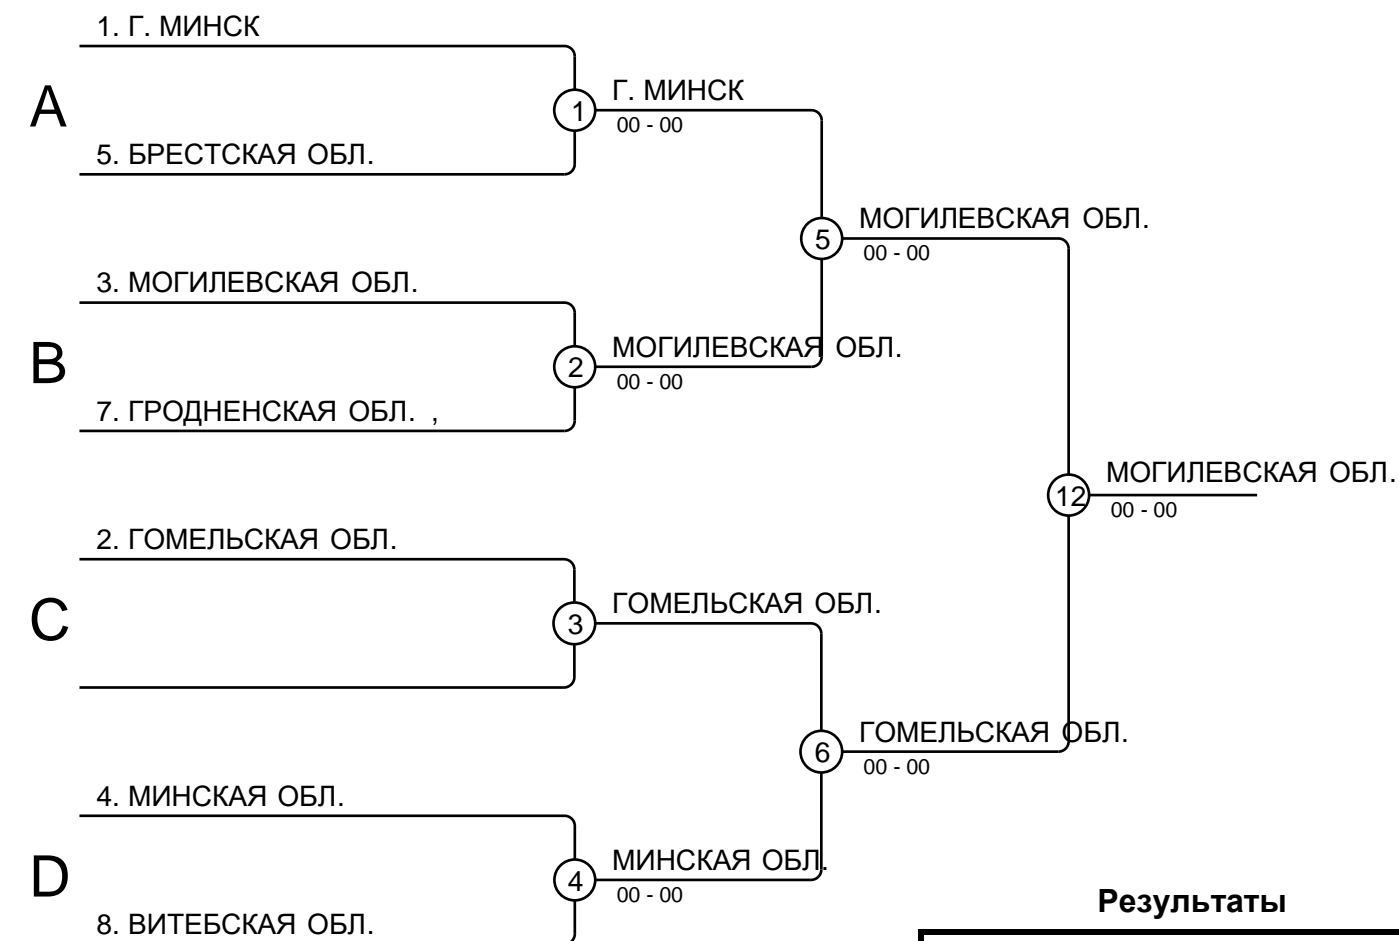 1. Г. МИНСК
A
1
Г. МИНСК
00 - 00
5. БРЕСТСКАЯ ОБЛ.
5
МОГИЛЕВСКАЯ ОБЛ.
00 - 00
3. МОГИЛЕВСКАЯ ОБЛ.
B
2
МОГИЛЕВСКАЯ ОБЛ.
00 - 00
7. ГРОДНЕНСКАЯ ОБЛ. ,
12
МОГИЛЕВСКАЯ ОБЛ.
00 - 00
2. ГОМЕЛЬСКАЯ ОБЛ.
C
3
ГОМЕЛЬСКАЯ ОБЛ.
6
ГОМЕЛЬСКАЯ ОБЛ.
00 - 00
4. МИНСКАЯ ОБЛ.
D
4
МИНСКАЯ ОБЛ.
00 - 00
8. ВИТЕБСКАЯ ОБЛ.
Результаты